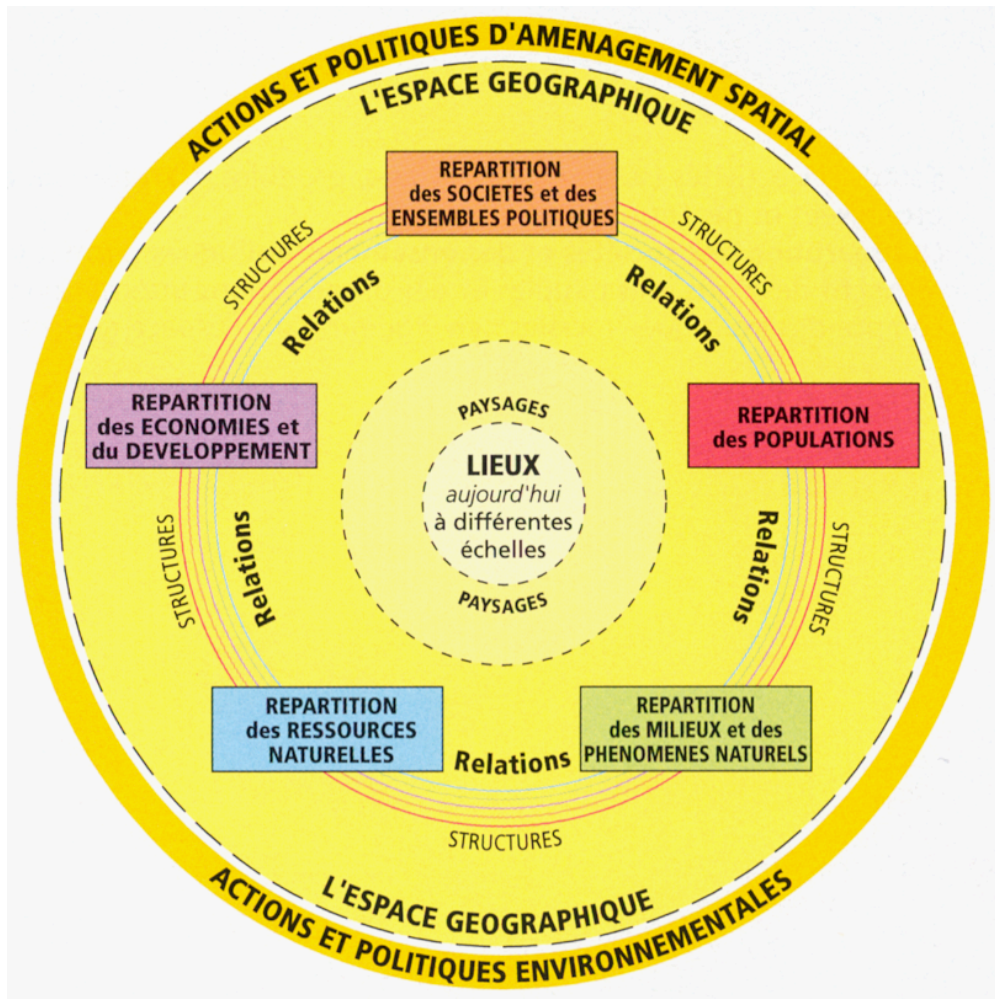 ACTIONS ET POLITIQUES D'AMENAGEMENT SPATIAL
L'ESPACE GEOGRAPHIQUE
REPARTITION
des SOCIETES et des
ENSEMBLES POLITIQUES
STRUCTURES
STRUCTURES
Relations
Relations
REPARTITION
des ECONOMIES et
du DEVELOPPEMENT
REPARTITION
des POPULATIONS
PAYSAGES
LIEUX
aujourd'hui
à différentes
échelles
PAYSAGES
STRUCTURES
Relations
Relations
STRUCTURES
REPARTITION
des RESSOURCES
NATURELLES
REPARTITION
des MILIEUX et des
PHENOMENES NATURELS
Relations
STRUCTURES
L'ESPACE GEOGRAPHIQUE
ACTIONS ET POLITIQUES ENVIRONNEMENTALES